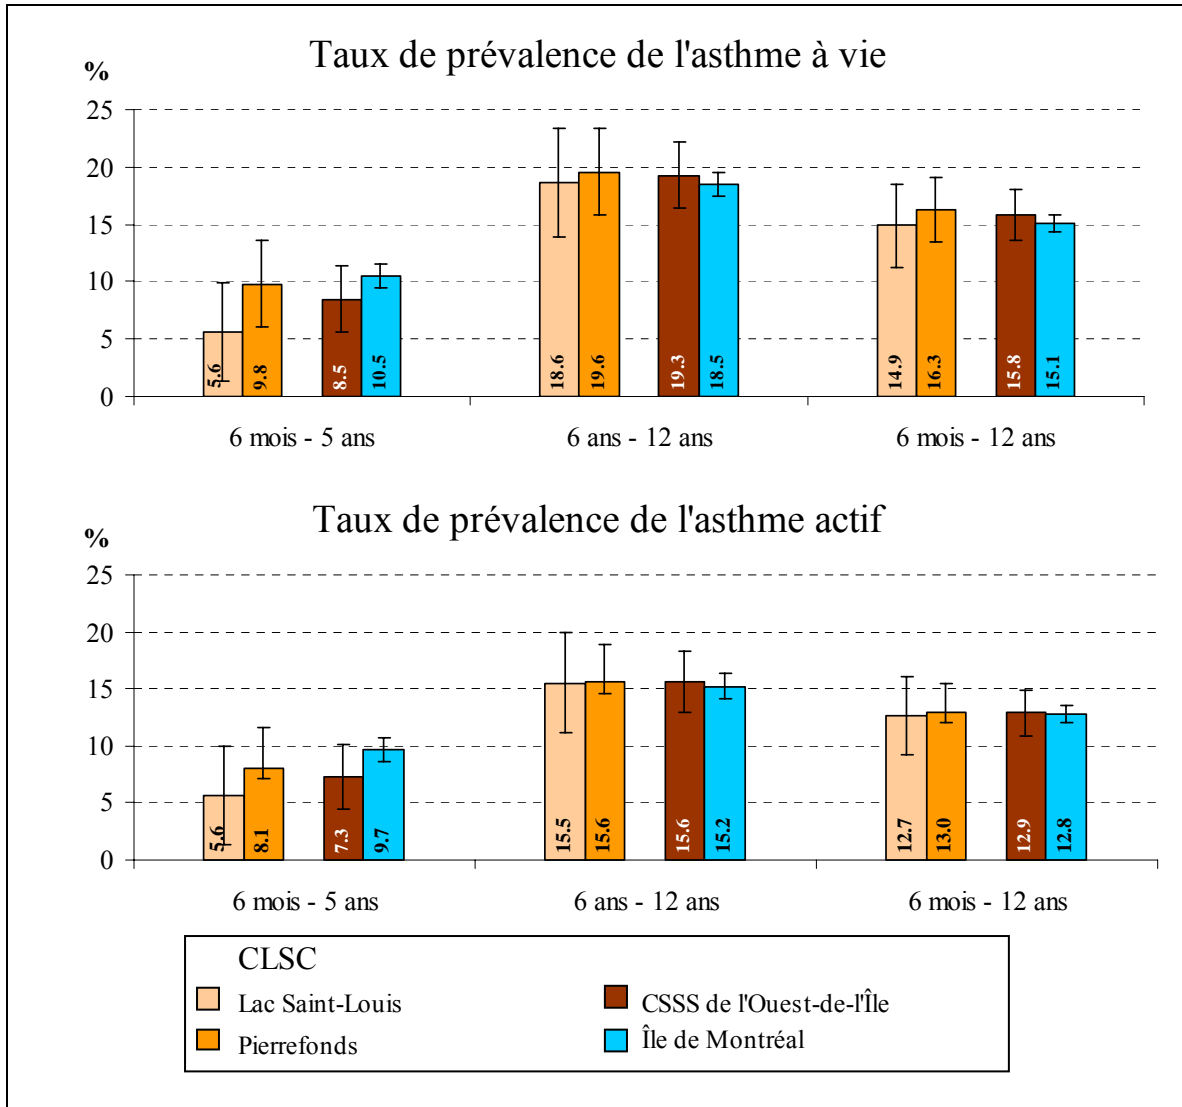 Taux de prévalence de l'asthme à vie
%
25
20
15
10
5
0
5.6 9.8 8.5 10.5 18.6 19.6 19.3 18.5 14.9 16.3 15.8 15.1
6 mois - 5 ans 6 ans - 12 ans 6 mois - 12 ans
Taux de prévalence de l'asthme actif
%
25
20
15
10
5
0
5.6 8.1 7.3 9.7 15.5 15.6 15.6 15.2 12.7 13.0 12.9 12.8
6 mois - 5 ans 6 ans - 12 ans 6 mois - 12 ans
CLSC
Lac Saint-Louis CSSS de l'Ouest-de-l'Île
Pierrefonds Île de Montréal